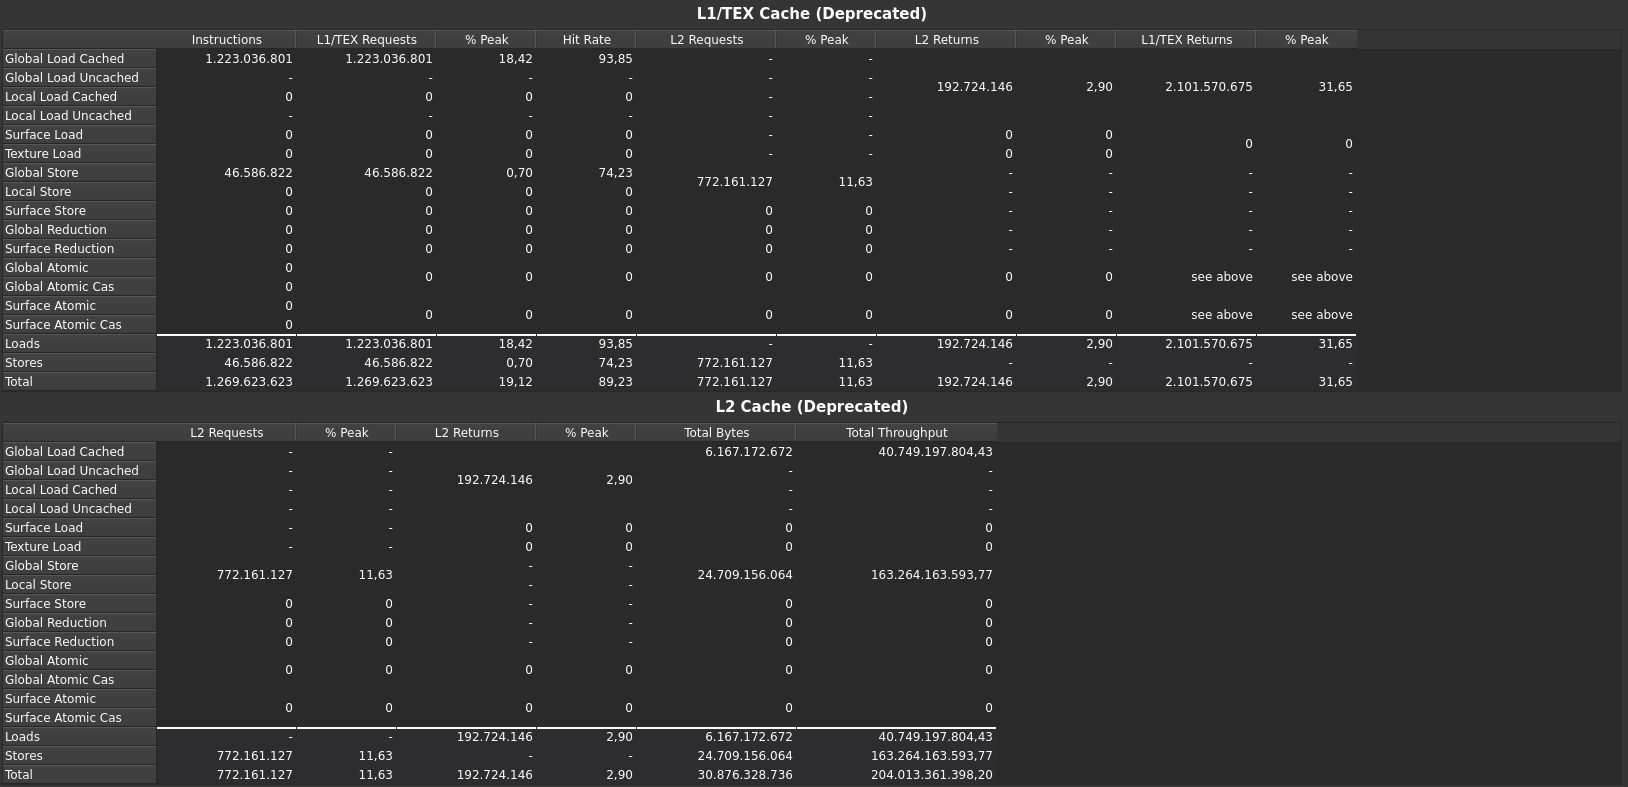 L1/TEX Cache (Deprecated)
Instructions L1/TEX Requests % Peak Hit Rate L2 Requests % Peak L2 Returns % Peak L1/TEX Returns % Peak
Global Load Cached 1.223.036.801 1.223.036.801 18,42 93,85 - -
Global Load Uncached - - - - - -
192.724.146 2,90 2.101.570.675 31,65
Local Load Cached 0 0 0 0 - -
Local Load Uncached - - - - - -
Surface Load 0 0 0 0 - - 0 0
0 0
Texture Load 0 0 0 0 - - 0 0
Global Store 46.586.822 46.586.822 0,70 74,23 - - - -
772.161.127 11,63
Local Store 0 0 0 0 - - - -
Surface Store 0 0 0 0 0 0 - - - -
Global Reduction 0 0 0 0 0 0 - - - -
Surface Reduction 0 0 0 0 0 0 - - - -
Global Atomic 0
0 0 0 0 0 0 0 see above see above
Global Atomic Cas 0
Surface Atomic 0
0 0 0 0 0 0 0 see above see above
Surface Atomic Cas 0
Loads 1.223.036.801 1.223.036.801 18,42 93,85 - - 192.724.146 2,90 2.101.570.675 31,65
Stores 46.586.822 46.586.822 0,70 74,23 772.161.127 11,63 - - - -
Total 1.269.623.623 1.269.623.623 19,12 89,23 772.161.127 11,63 192.724.146 2,90 2.101.570.675 31,65
L2 Cache (Deprecated)
L2 Requests % Peak L2 Returns % Peak Total Bytes Total Throughput
Global Load Cached - - 6.167.172.672 40.749.197.804,43
Global Load Uncached - - - -
192.724.146 2,90
Local Load Cached - - - -
Local Load Uncached - - - -
Surface Load - - 0 0 0 0
Texture Load - - 0 0 0 0
Global Store - -
772.161.127 11,63 24.709.156.064 163.264.163.593,77
Local Store - -
Surface Store 0 0 - - 0 0
Global Reduction 0 0 - - 0 0
Surface Reduction 0 0 - - 0 0
Global Atomic
0 0 0 0 0 0
Global Atomic Cas
Surface Atomic
0 0 0 0 0 0
Surface Atomic Cas
Loads - - 192.724.146 2,90 6.167.172.672 40.749.197.804,43
Stores 772.161.127 11,63 - - 24.709.156.064 163.264.163.593,77
Total 772.161.127 11,63 192.724.146 2,90 30.876.328.736 204.013.361.398,20